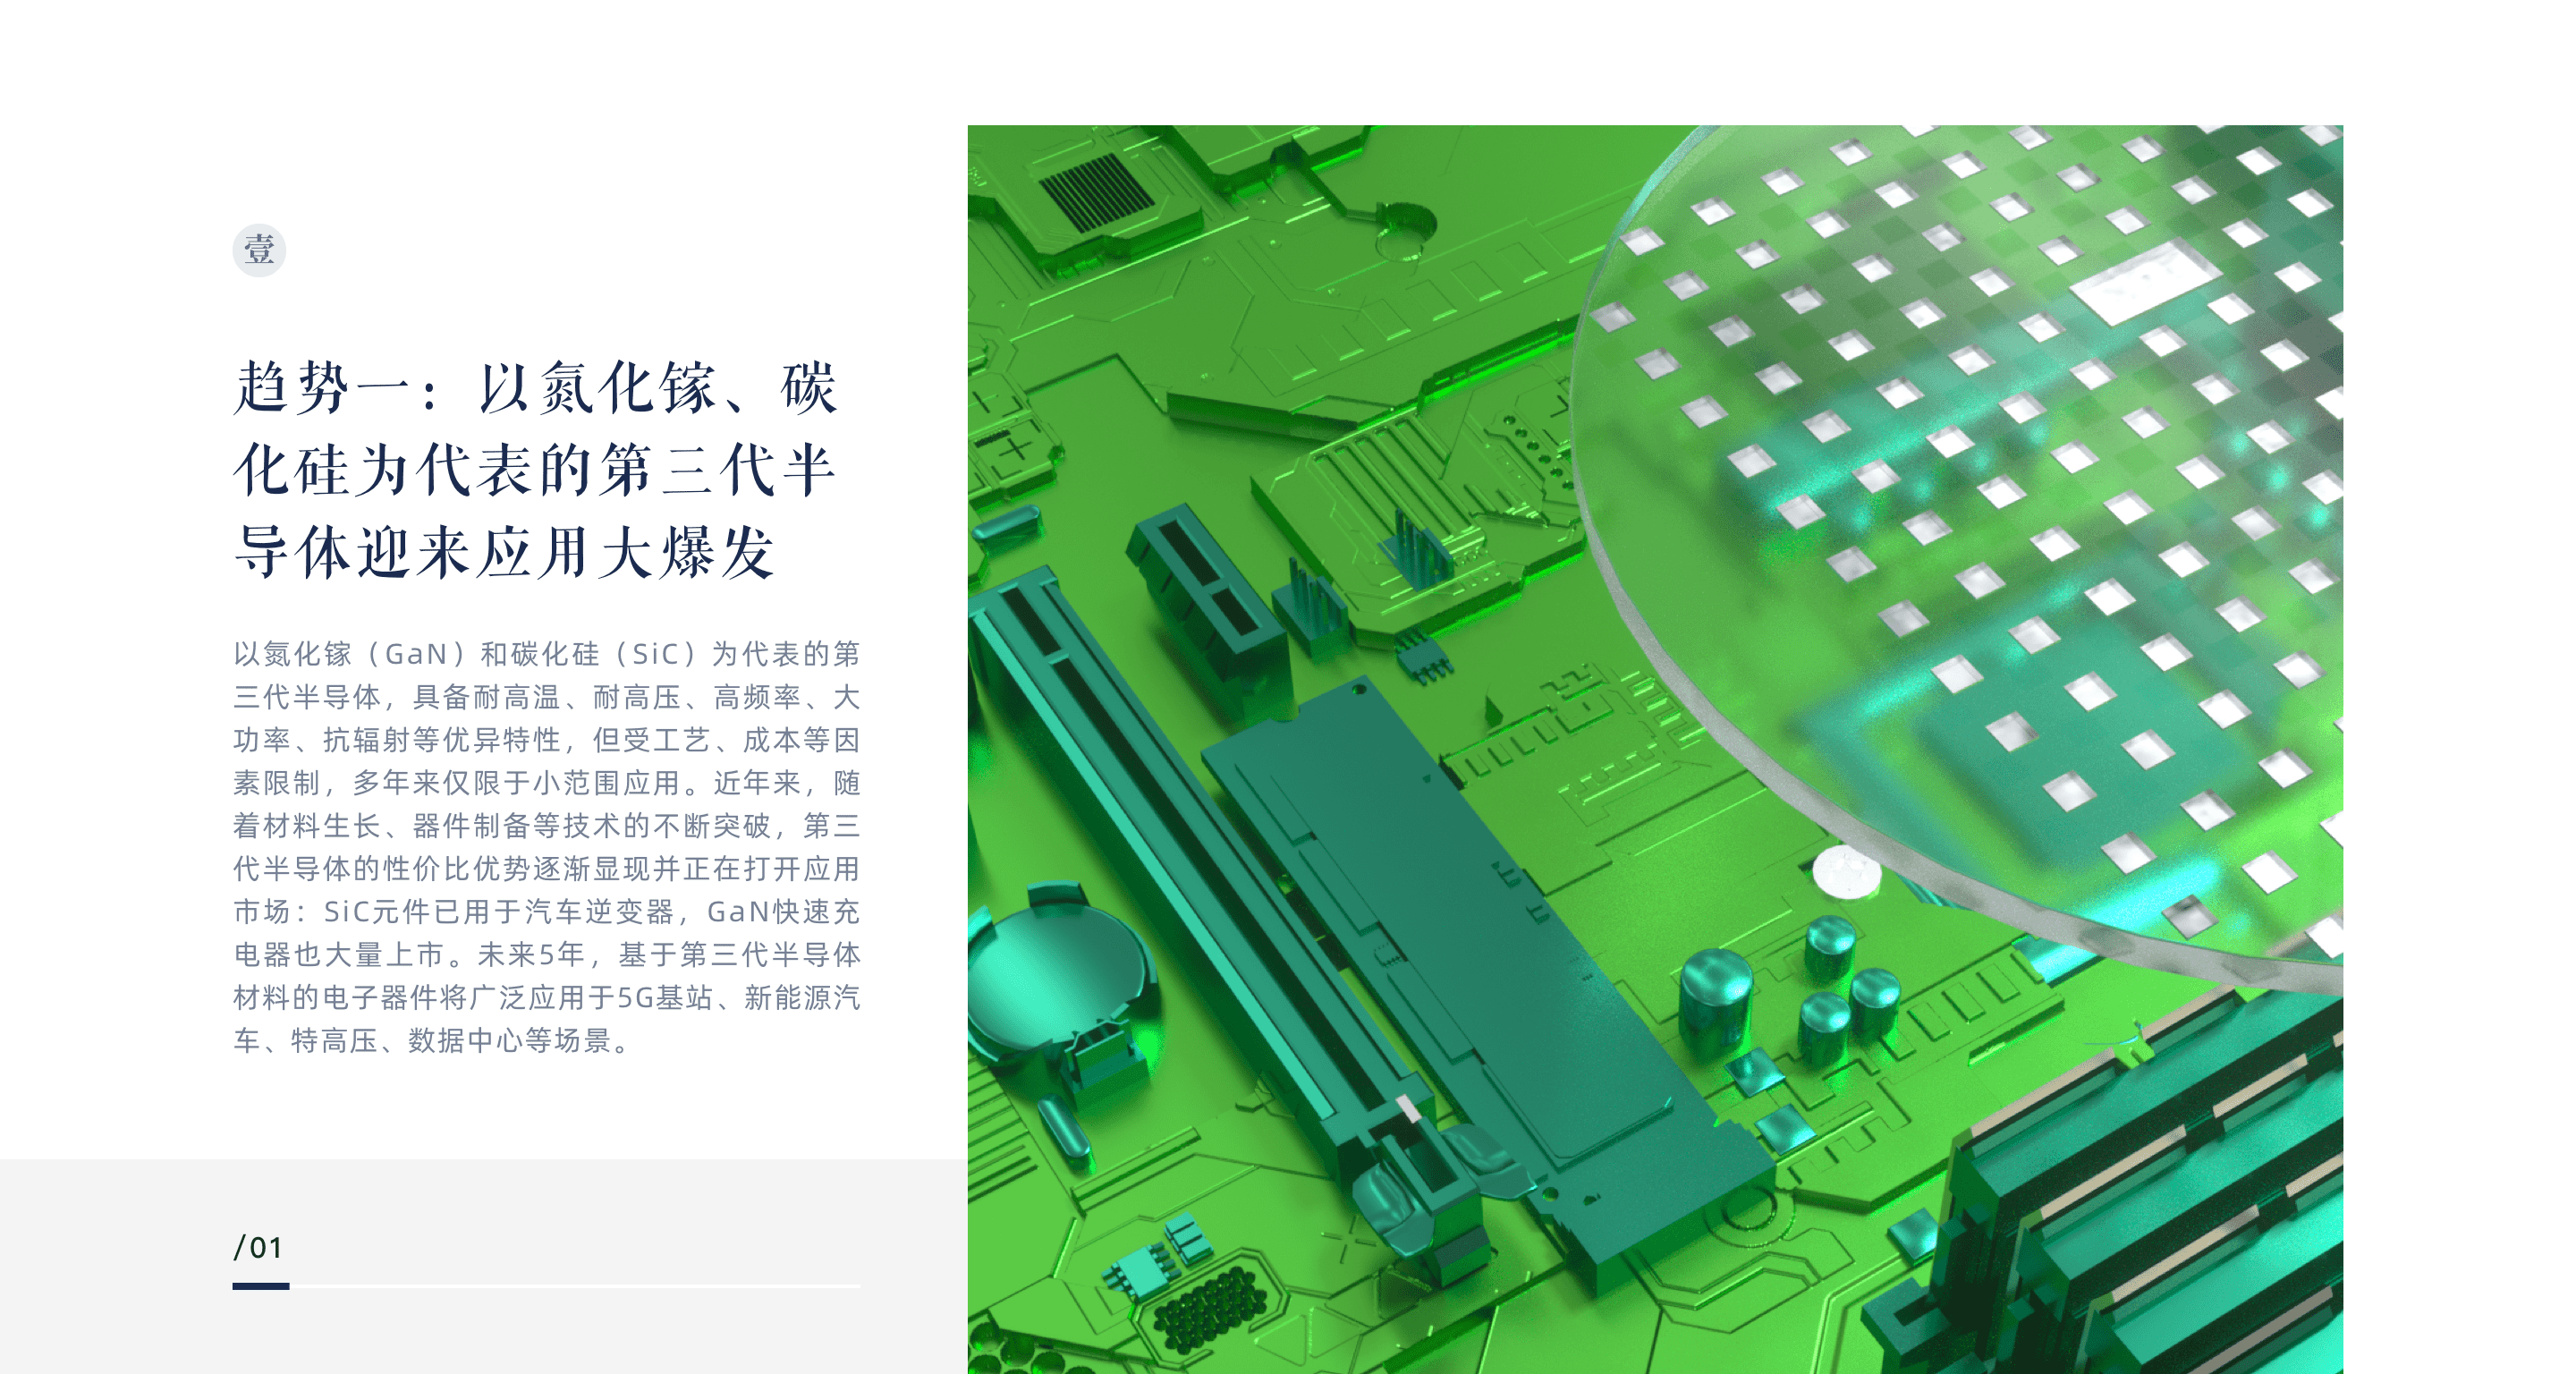 壹
趋势一：以氮化镓、碳
化硅为代表的第三代半
导体迎来应用大爆发
以氮化镓（GaN）和碳化硅（SiC）为代表的第
三代半导体，具备耐高温、耐高压、高频率、大
功率、抗辐射等优异特性，但受工艺、成本等因
素限制，多年来仅限于小范围应用。近年来，随
着材料生长、器件制备等技术的不断突破，第三
代半导体的性价比优势逐渐显现并正在打开应用
市场：SiC元件已用于汽车逆变器，GaN快速充
电器也大量上市。未来5年，基于第三代半导体
材料的电子器件将广泛应用于5G基站、新能源汽
车、特高压、数据中心等场景。
/01